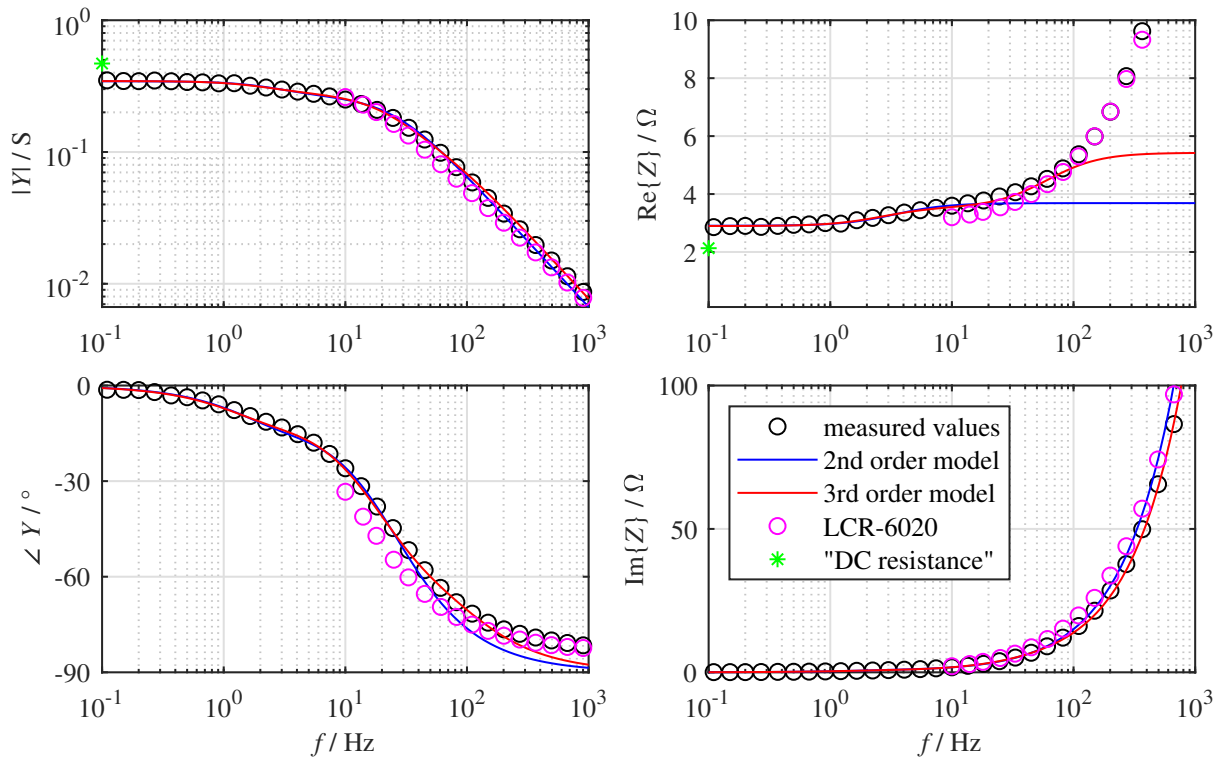 10^0
10^-1
10^-2
|Y| / S
10^-1 10^0 10^1 10^2 10^3
10
8
6
4
2
Re{Z} / Ω
10^-1 10^0 10^1 10^2 10^3
0
-30
-60
-90
∠ Y / °
10^-1 10^0 10^1 10^2 10^3
f / Hz
100
50
0
Im{Z} / Ω
measured values
2nd order model
3rd order model
LCR-6020
"DC resistance"
10^-1 10^0 10^1 10^2 10^3
f / Hz